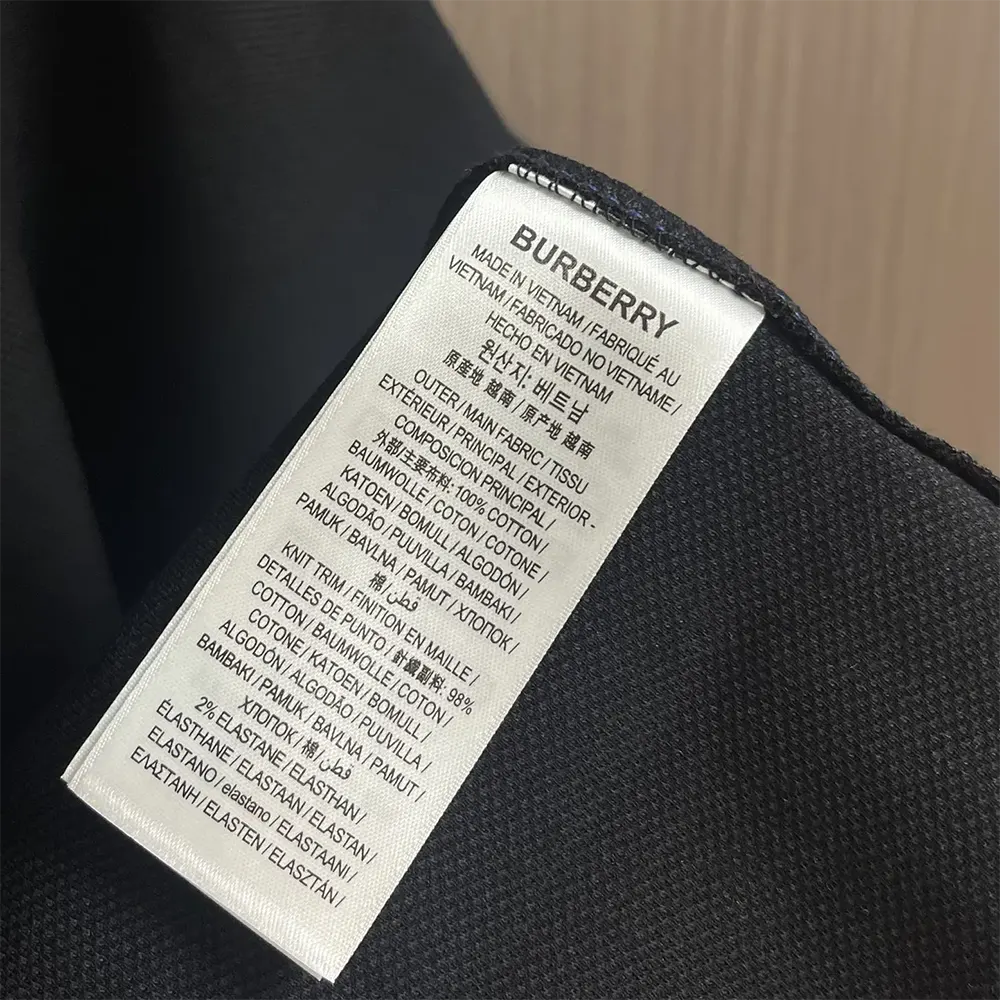 BURBERRY
MADE IN VIETNAM / FABRIQUÉ AU
VIETNAM / FABRICADO NO VIETNAME /
HECHO EN VIETNAM
원산지: 베트남
原産地 越南 / 原产地 越南
OUTER / MAIN FABRIC / TISSU
EXTÉRIEUR / PRINCIPAL / EXTERIOR -
COMPOSICION PRINCIPAL /
外部/主要布料: 100% COTTON /
BAUMWOLLE / COTON / COTONE /
KATOEN / BOMULL / ALGODÓN /
ALGODÃO / PUUVILLA / BAMBAKI /
PAMUK / BAVLNA / PAMUT / ХЛОПОК /
棉 / قطن
KNIT TRIM / FINITION EN MAILLE /
DETALLES DE PUNTO / 針織副料: 98%
COTTON / BAUMWOLLE / COTON /
COTONE / KATOEN / BOMULL /
ALGODÓN / ALGODÃO / PUUVILLA /
BAMBAKI / PAMUK / BAVLNA / PAMUT /
ХЛОПОК / 棉 / قطن
2% ELASTANE / ELASTHAN /
ÉLASTHANE / ELASTAAN / ELASTAN /
ELASTANO / elastano / ELASTAANI /
ΕΛΑΣΤΑΝΗ / ELASTEN / ELASZTÁN /